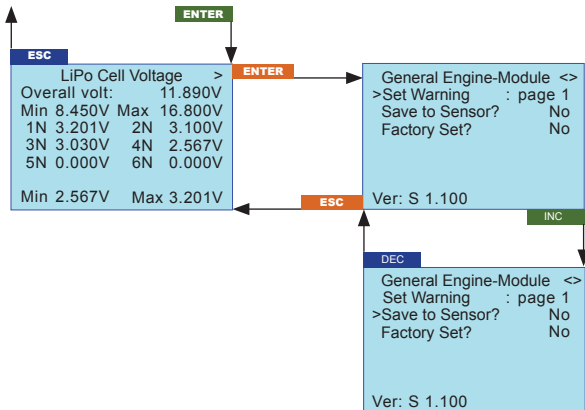 ENTER
ESC
LiPo Cell Voltage >
Overall volt: 11.890V
Min 8.450V Max 16.800V
1N 3.201V 2N 3.100V
3N 3.030V 4N 2.567V
5N 0.000V 6N 0.000V
Min 2.567V Max 3.201V
ENTER
ESC
General Engine-Module <>
>Set Warning : page 1
Save to Sensor? No
Factory Set? No
Ver: S 1.100
INC
DEC
General Engine-Module <>
Set Warning : page 1
>Save to Sensor? No
Factory Set? No
Ver: S 1.100